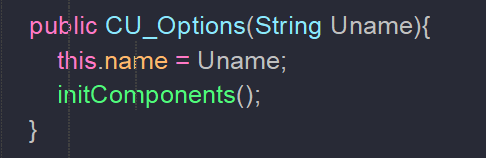 public CU_Options(String Uname){
this.name = Uname;
initComponents();
}